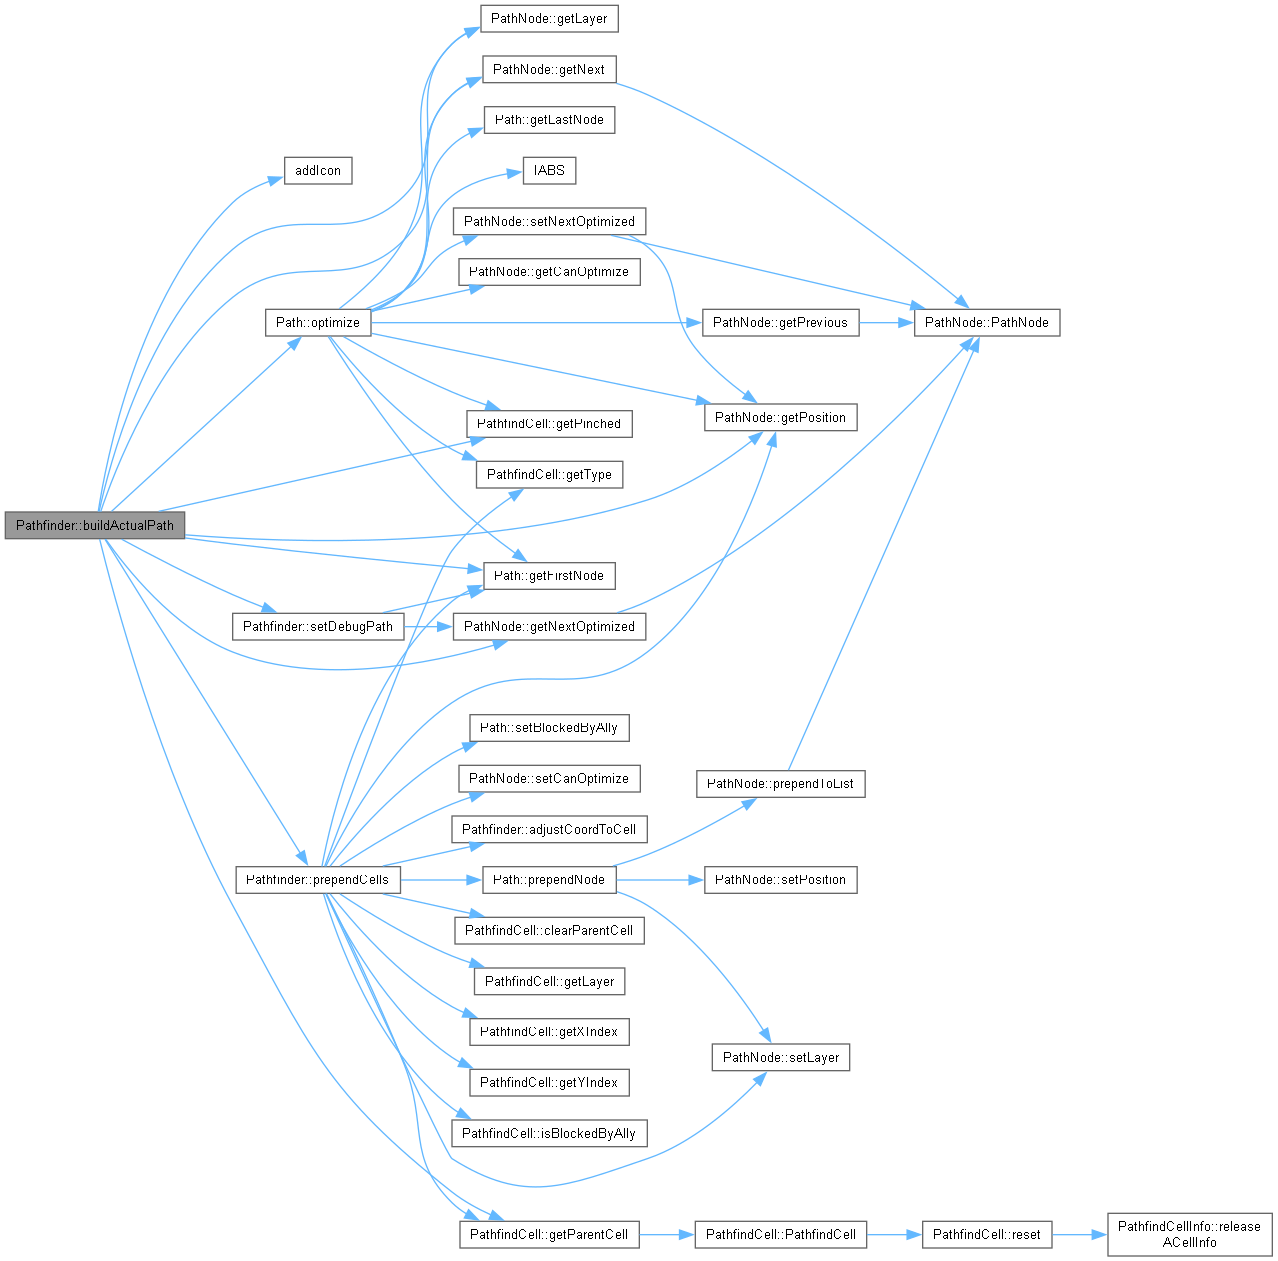 PathNode::getLayer
PathNode::getNext
Path::getLastNode
addIcon
IABS
PathNode::setNextOptimized
PathNode::getCanOptimize
Path::optimize
PathNode::getPrevious
PathNode::PathNode
PathfindCell::getPinched
PathNode::getPosition
PathfindCell::getType
Pathfinder::buildActualPath
Path::getFirstNode
Pathfinder::setDebugPath
PathNode::getNextOptimized
Path::setBlockedByAlly
PathNode::setCanOptimize
PathNode::prependToList
Pathfinder::adjustCoordToCell
Pathfinder::prependCells
Path::prependNode
PathNode::setPosition
PathfindCell::clearParentCell
PathfindCell::getLayer
PathfindCell::getXIndex
PathNode::setLayer
PathfindCell::getYIndex
PathfindCell::isBlockedByAlly
PathfindCell::getParentCell
PathfindCell::PathfindCell
PathfindCell::reset
PathfindCellInfo::release
ACellInfo